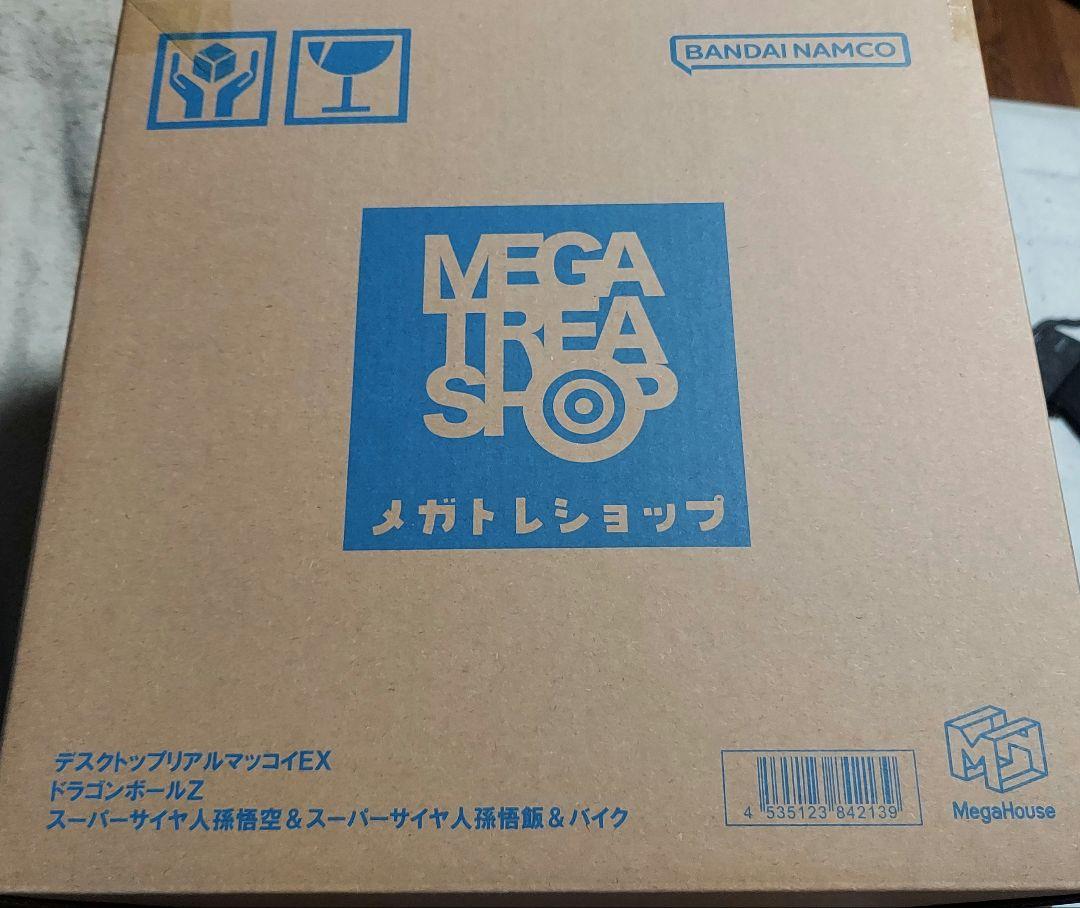 BANDAI NAMCO
MEGA
TREA
SHOP
メガトレショップ
デスクトップリアルマッコイEX
ドラゴンボールZ
スーパーサイヤ人孫悟空&スーパーサイヤ人孫悟飯&バイク
4 535123 842139
MegaHouse